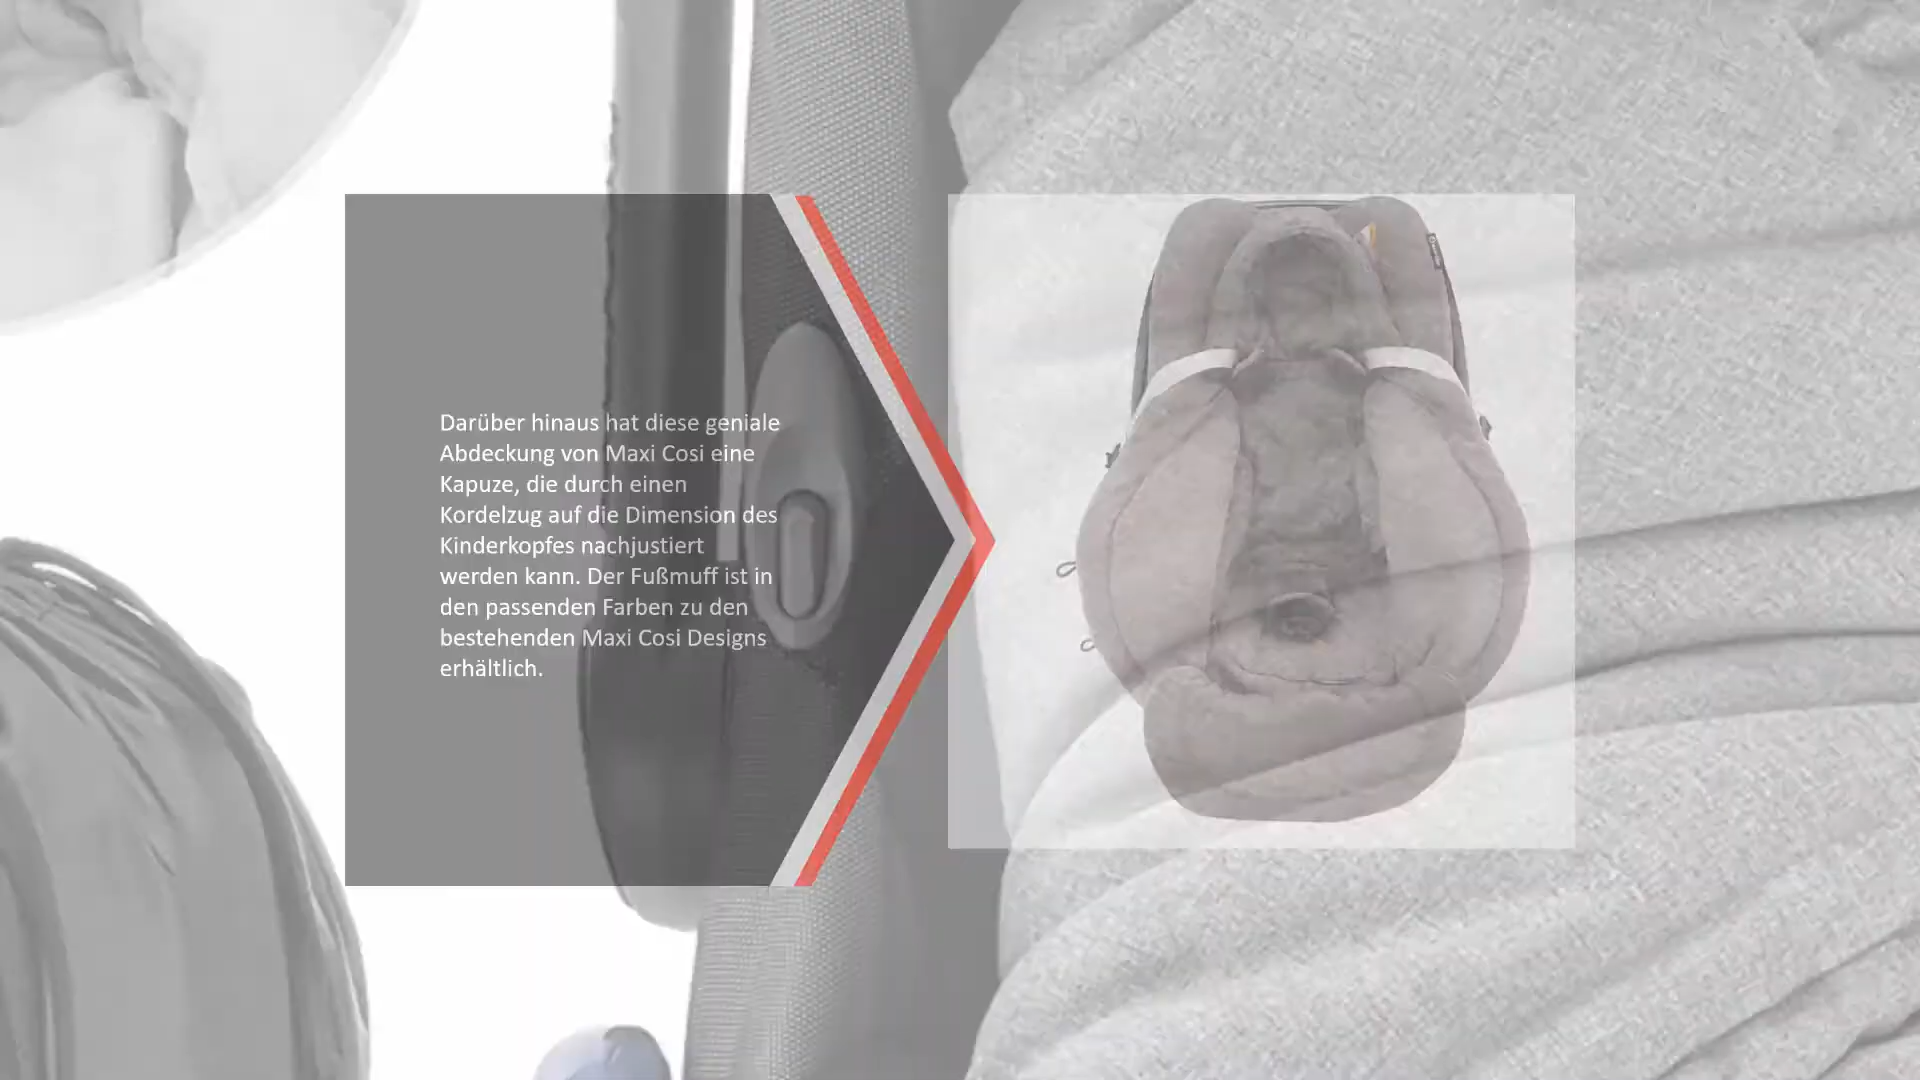 Darüber hinaus hat diese geniale
Abdeckung von Maxi Cosi eine
Kapuze, die durch einen
Kordelzug auf die Dimension des
Kinderkopfes nachjustiert
werden kann. Der Fußmuff ist in
den passenden Farben zu den
bestehenden Maxi Cosi Designs
erhältlich.